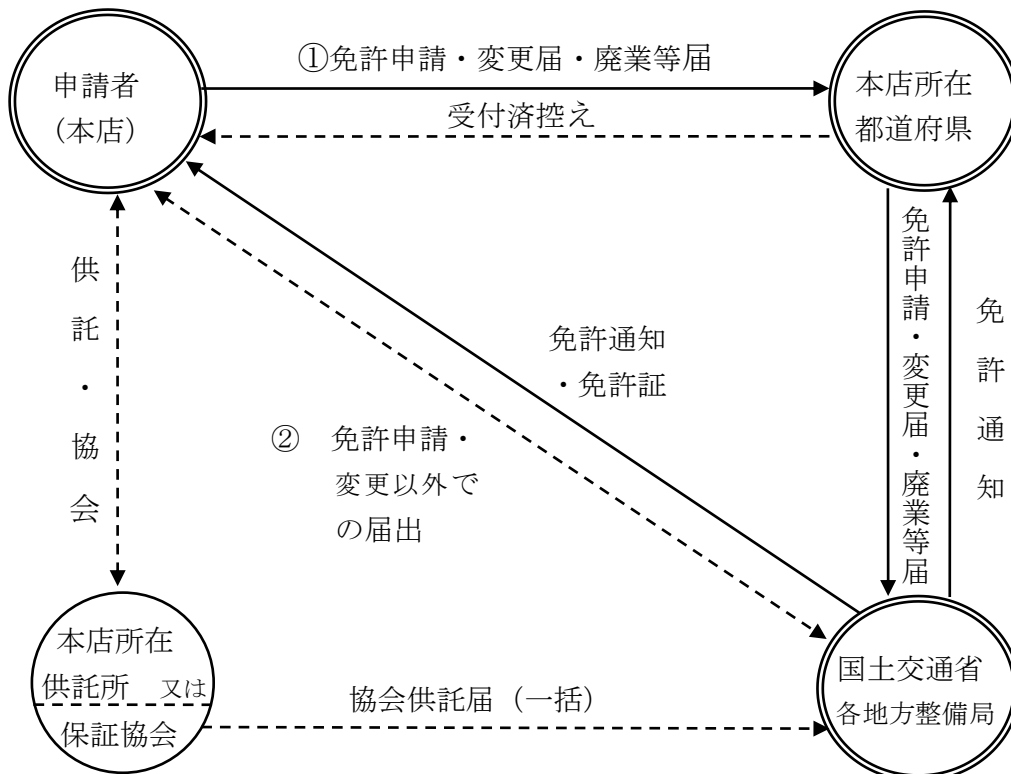 ①免許申請・変更届・廃業等届
申請者
(本店)
本店所在
都道府県
受付済控え
供託・協会
免許申請・変更届・廃業等届
免許通知
免許通知
・免許証
② 免許申請・
変更以外で
の届出
本店所在
供託所 又は
保証協会
協会供託届（一括）
国土交通省
各地方整備局